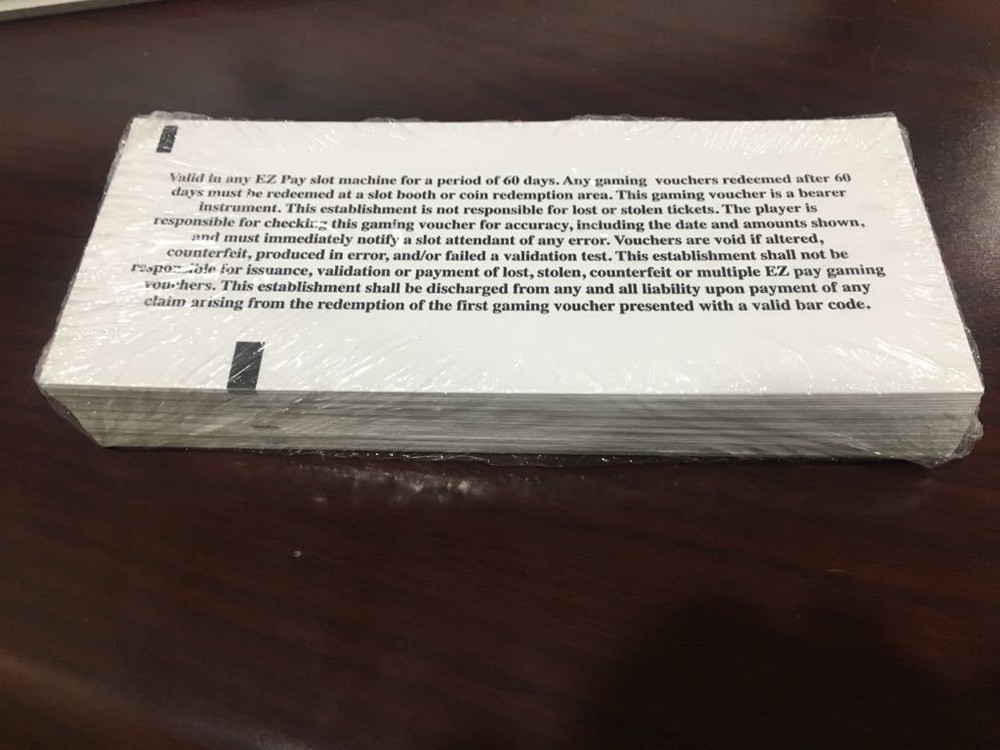 Valid in any EZ Pay slot machine for a period of 60 days. Any gaming vouchers redeemed after 60
days must be redeemed at a slot booth or coin redemption area. This gaming voucher is a bearer
instrument. This establishment is not responsible for lost or stolen tickets. The player is
responsible for checking this gaming voucher for accuracy, including the date and amounts shown,
and must immediately notify a slot attendant of any error. Vouchers are void if altered,
counterfeit, produced in error, and/or failed a validation test. This establishment shall not be
responsible for issuance, validation or payment of lost, stolen, counterfeit or multiple EZ pay gaming
vouchers. This establishment shall be discharged from any and all liability upon payment of any
claim arising from the redemption of the first gaming voucher presented with a valid bar code.